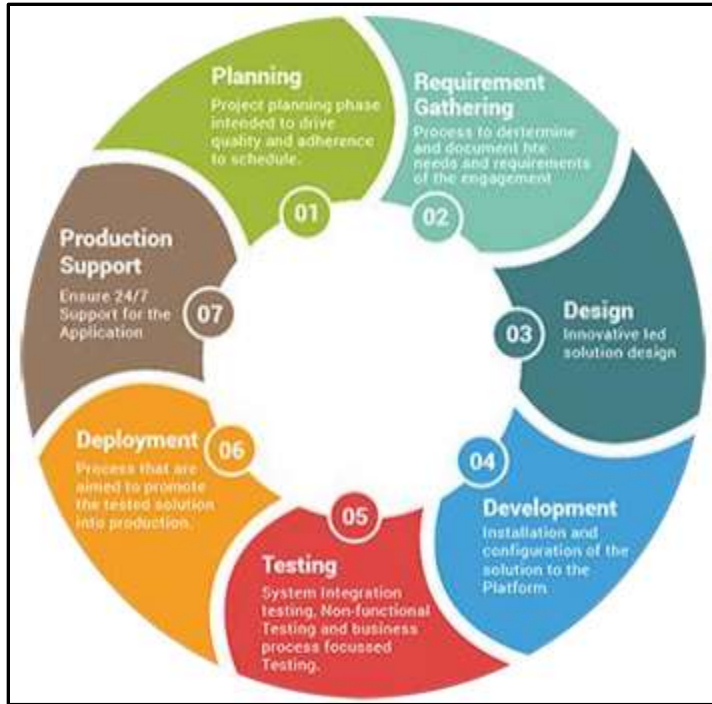 01
Planning
Project planning phase
intended to drive
quality and adherence
to schedule.
02
Requirement
Gathering
Process to dertermine
and document hte
needs and requirements
of the engagement
03
Design
Innovative led
solution design
04
Development
Installation and
configuration of the
solution to the
Platform
05
Testing
System Integration
testing, Non-functional
Testing and business
process focussed
Testing.
06
Deployment
Process that are
aimed to promote
the tested solution
into production.
07
Production
Support
Ensure 24/7
Support for the
Application